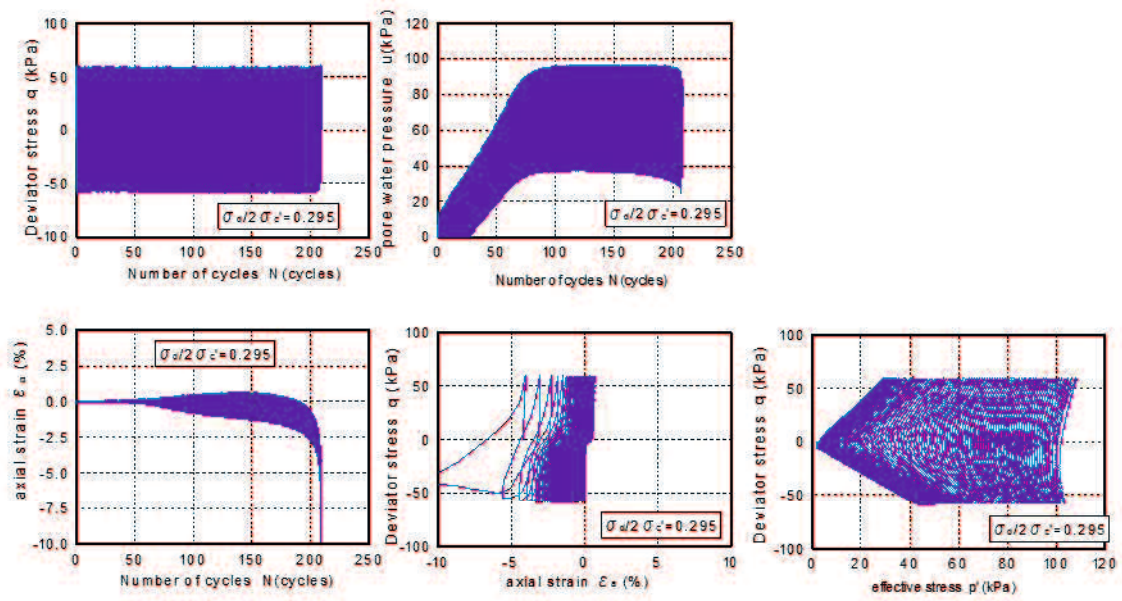 100
50
0
-50
-100
Deviator stress q (kPa)
σd/2σc'=0.295
0 50 100 150 200 250
Number of cycles N(cycles)
120
100
80
60
40
20
0
pore water pressure u(kPa)
σd/2σc'=0.295
0 50 100 150 200 250
Number of cycles N(cycles)
5.0
2.5
0.0
-2.5
-5.0
-7.5
-10.0
axial strain εa (%)
σd/2σc'=0.295
0 50 100 150 200 250
Number of cycles N(cycles)
100
50
0
-50
-100
Deviator stress q (kPa)
σd/2σc'=0.295
-10 -5 0 5 10
axial strain εa (%)
100
50
0
-50
-100
Deviator stress q (kPa)
σd/2σc'=0.295
0 20 40 60 80 100 120
effective stress p'(kPa)